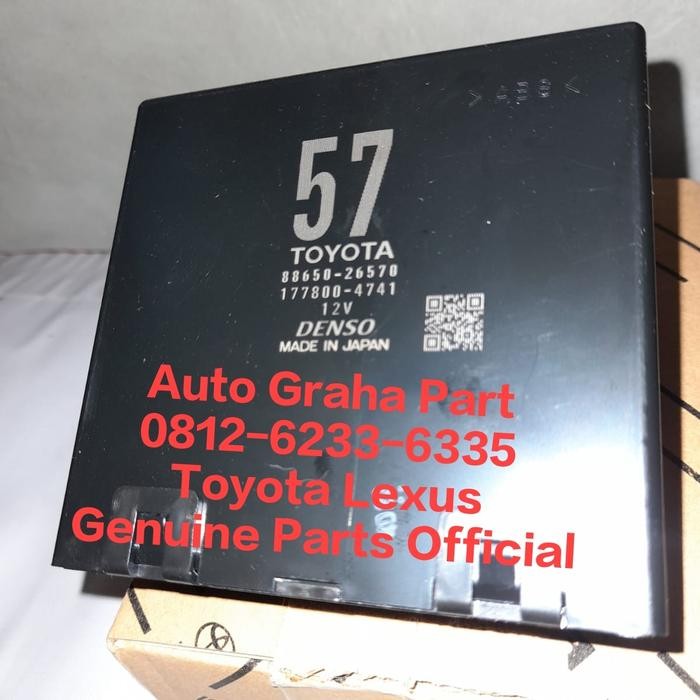 57
TOYOTA
88650-26570
177800-4741
12V
DENSO
MADE IN JAPAN
Auto Graha Part
0812-6233-6335
Toyota Lexus
Genuine Parts Official